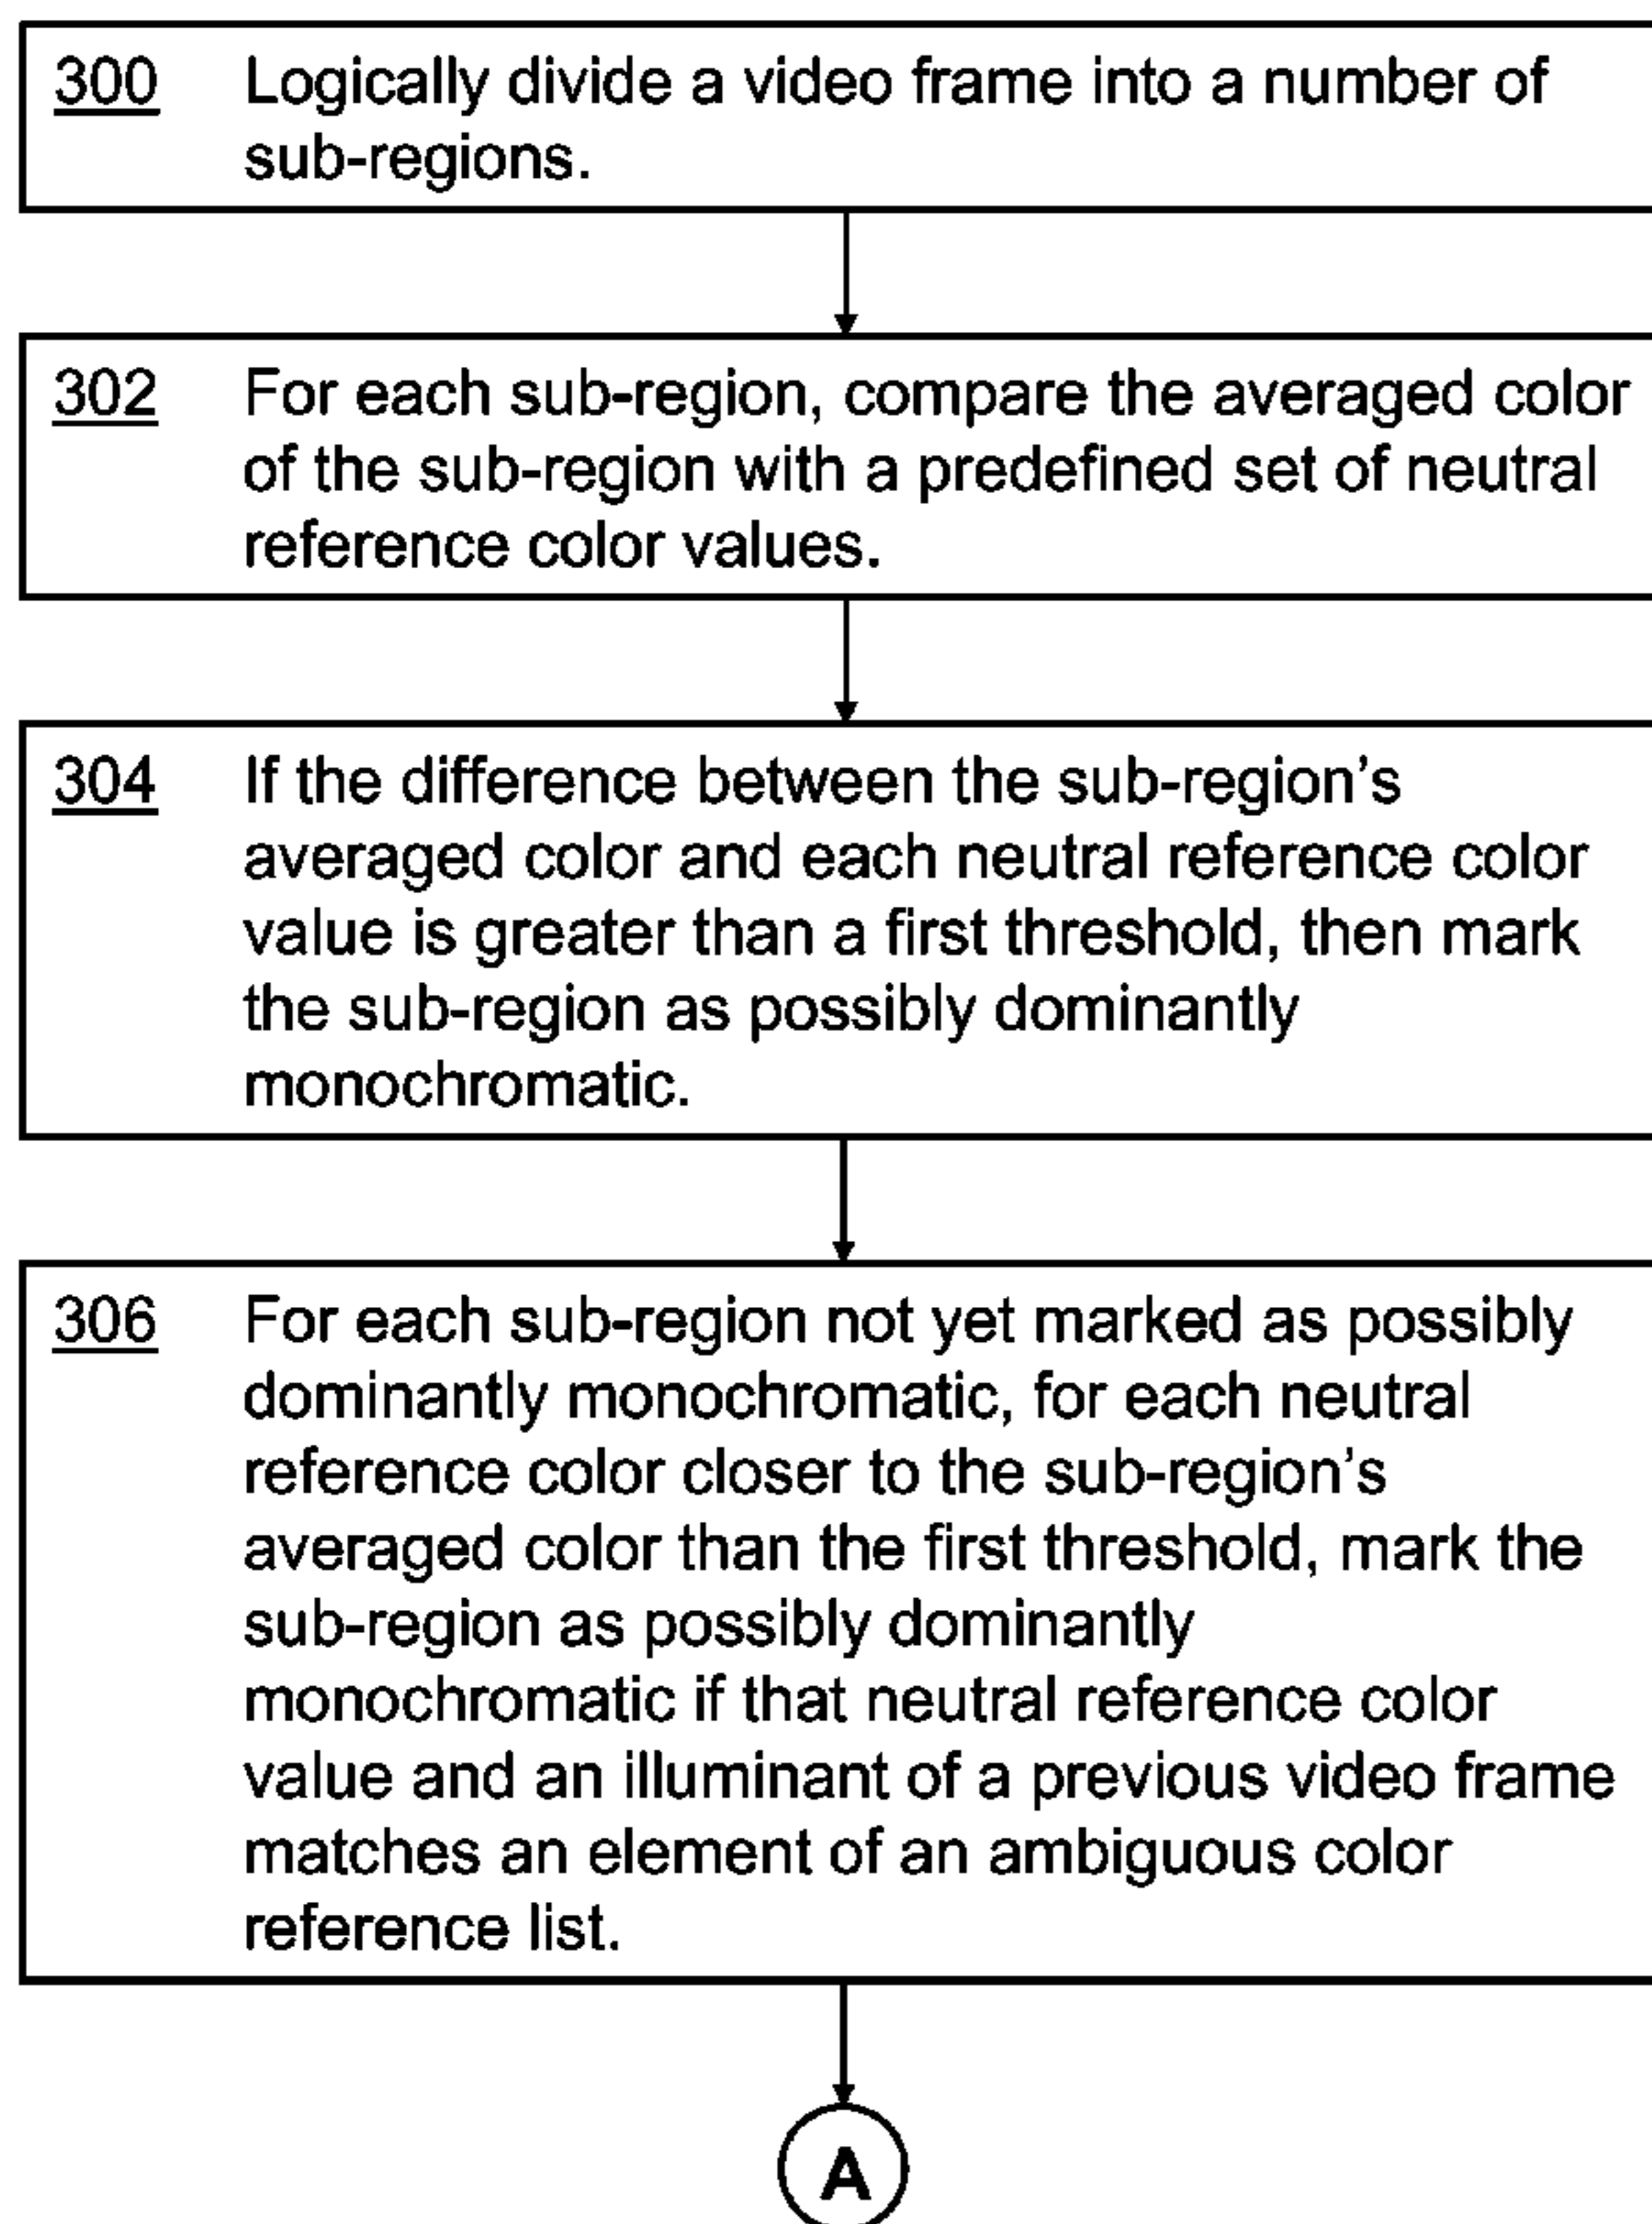 300 Logically divide a video frame into a number of
sub-regions.
302 For each sub-region, compare the averaged color
of the sub-region with a predefined set of neutral
reference color values.
304 If the difference between the sub-region's
averaged color and each neutral reference color
value is greater than a first threshold, then mark
the sub-region as possibly dominantly
monochromatic.
306 For each sub-region not yet marked as possibly
dominantly monochromatic, for each neutral
reference color closer to the sub-region's
averaged color than the first threshold, mark the
sub-region as possibly dominantly
monochromatic if that neutral reference color
value and an illuminant of a previous video frame
matches an element of an ambiguous color
reference list.
A